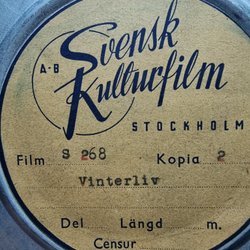 A-B Svensk
Kulturfilm
STOCKHOLM
Film S 268 Kopia 2
Vinterliv
Del Längd m.
Censur